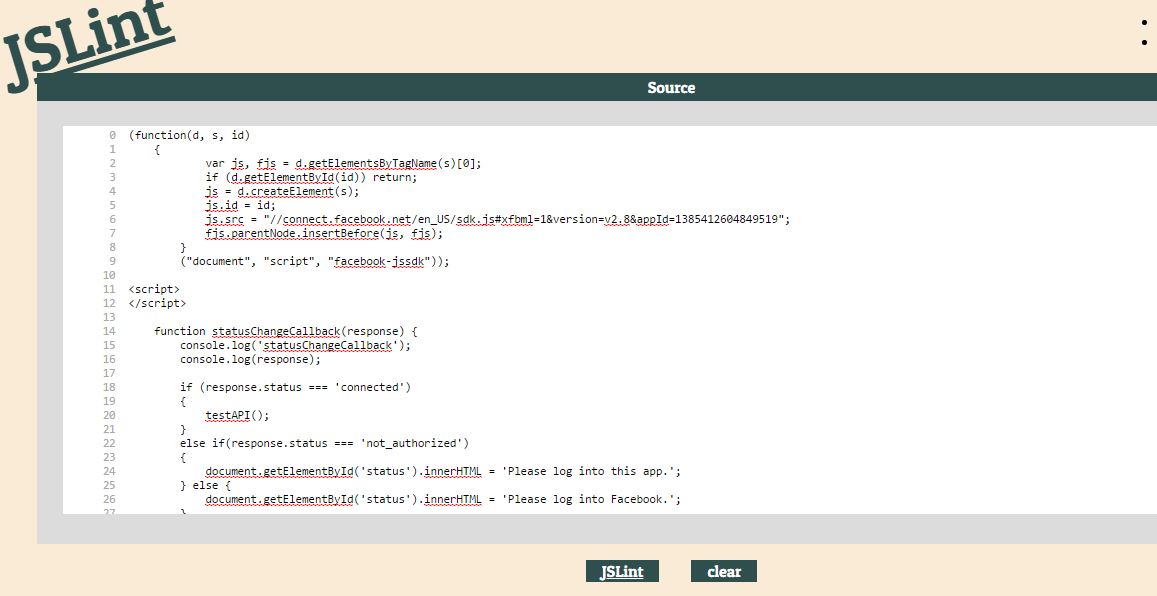 JSLint
Source
0 (function(d, s, id)
1 {
2 var js, fjs = d.getElementsByTagName(s)[0];
3 if (d.getElementById(id)) return;
4 js = d.createElement(s);
5 js.id = id;
6 js.src = "//connect.facebook.net/en_US/sdk.js#xfbml=1&version=v2.8&appId=1385412604849519";
7 fjs.parentNode.insertBefore(js, fjs);
8 }
9 ("document", "script", "facebook-jssdk"));
10
11 <script>
12 </script>
13
14 function statusChangeCallback(response) {
15 console.log('statusChangeCallback');
16 console.log(response);
17
18 if (response.status === 'connected')
19 {
20 testAPI();
21 }
22 else if(response.status === 'not_authorized')
23 {
24 document.getElementById('status').innerHTML = 'Please log into this app.';
25 } else {
26 document.getElementById('status').innerHTML = 'Please log into Facebook.';
27 }
JSLint clear